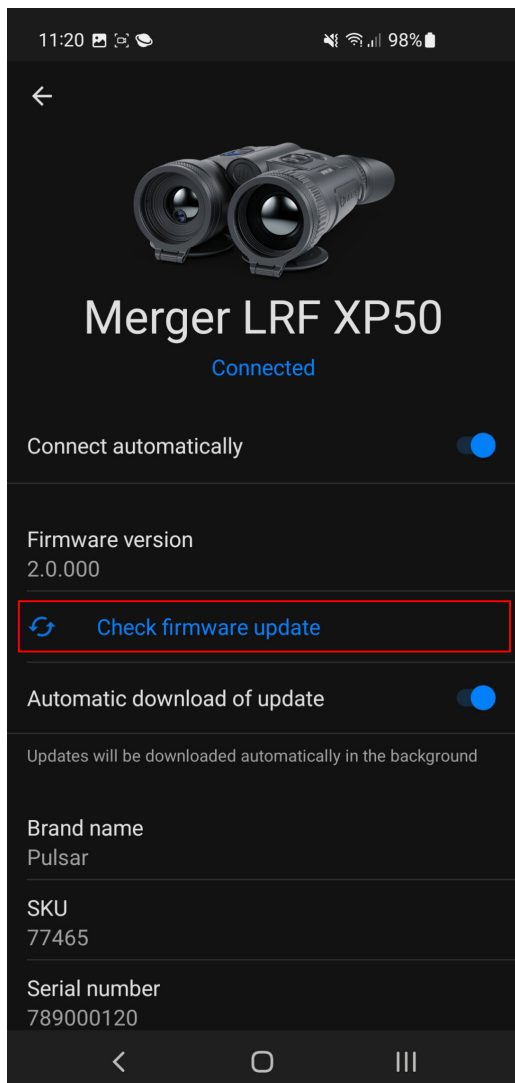 11:20 98%
Merger LRF XP50
Connected
Connect automatically
Firmware version
2.0.000
Check firmware update
Automatic download of update
Updates will be downloaded automatically in the background
Brand name
Pulsar
SKU
77465
Serial number
789000120